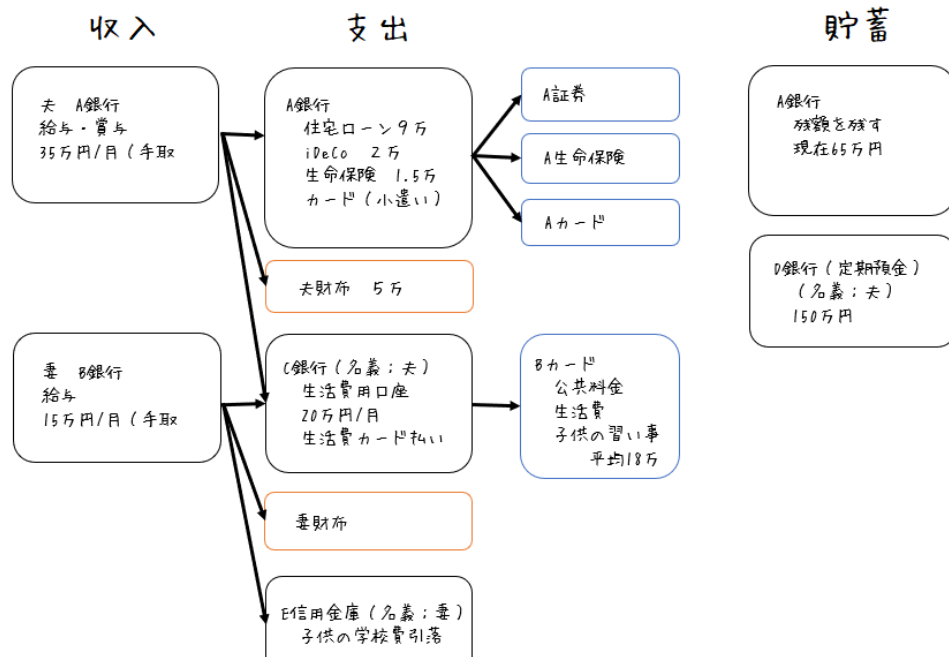 収入
支出
貯蓄
夫 A銀行
給与・賞与
35万円/月(手取
A銀行
住宅ローン9万
iDeCo 2万
生命保険 1.5万
カード(小遣い)
A証券
A生命保険
Aカード
A銀行
残額を残す
現在65万円
夫財布 5万
D銀行(定期預金)
(名義;夫)
150万円
妻 B銀行
給与
15万円/月(手取
C銀行(名義;夫)
生活費用口座
20万円/月
生活費カード払い
Bカード
公共料金
生活費
子供の習い事
平均18万
妻財布
E信用金庫(名義;妻)
子供の学校費引落